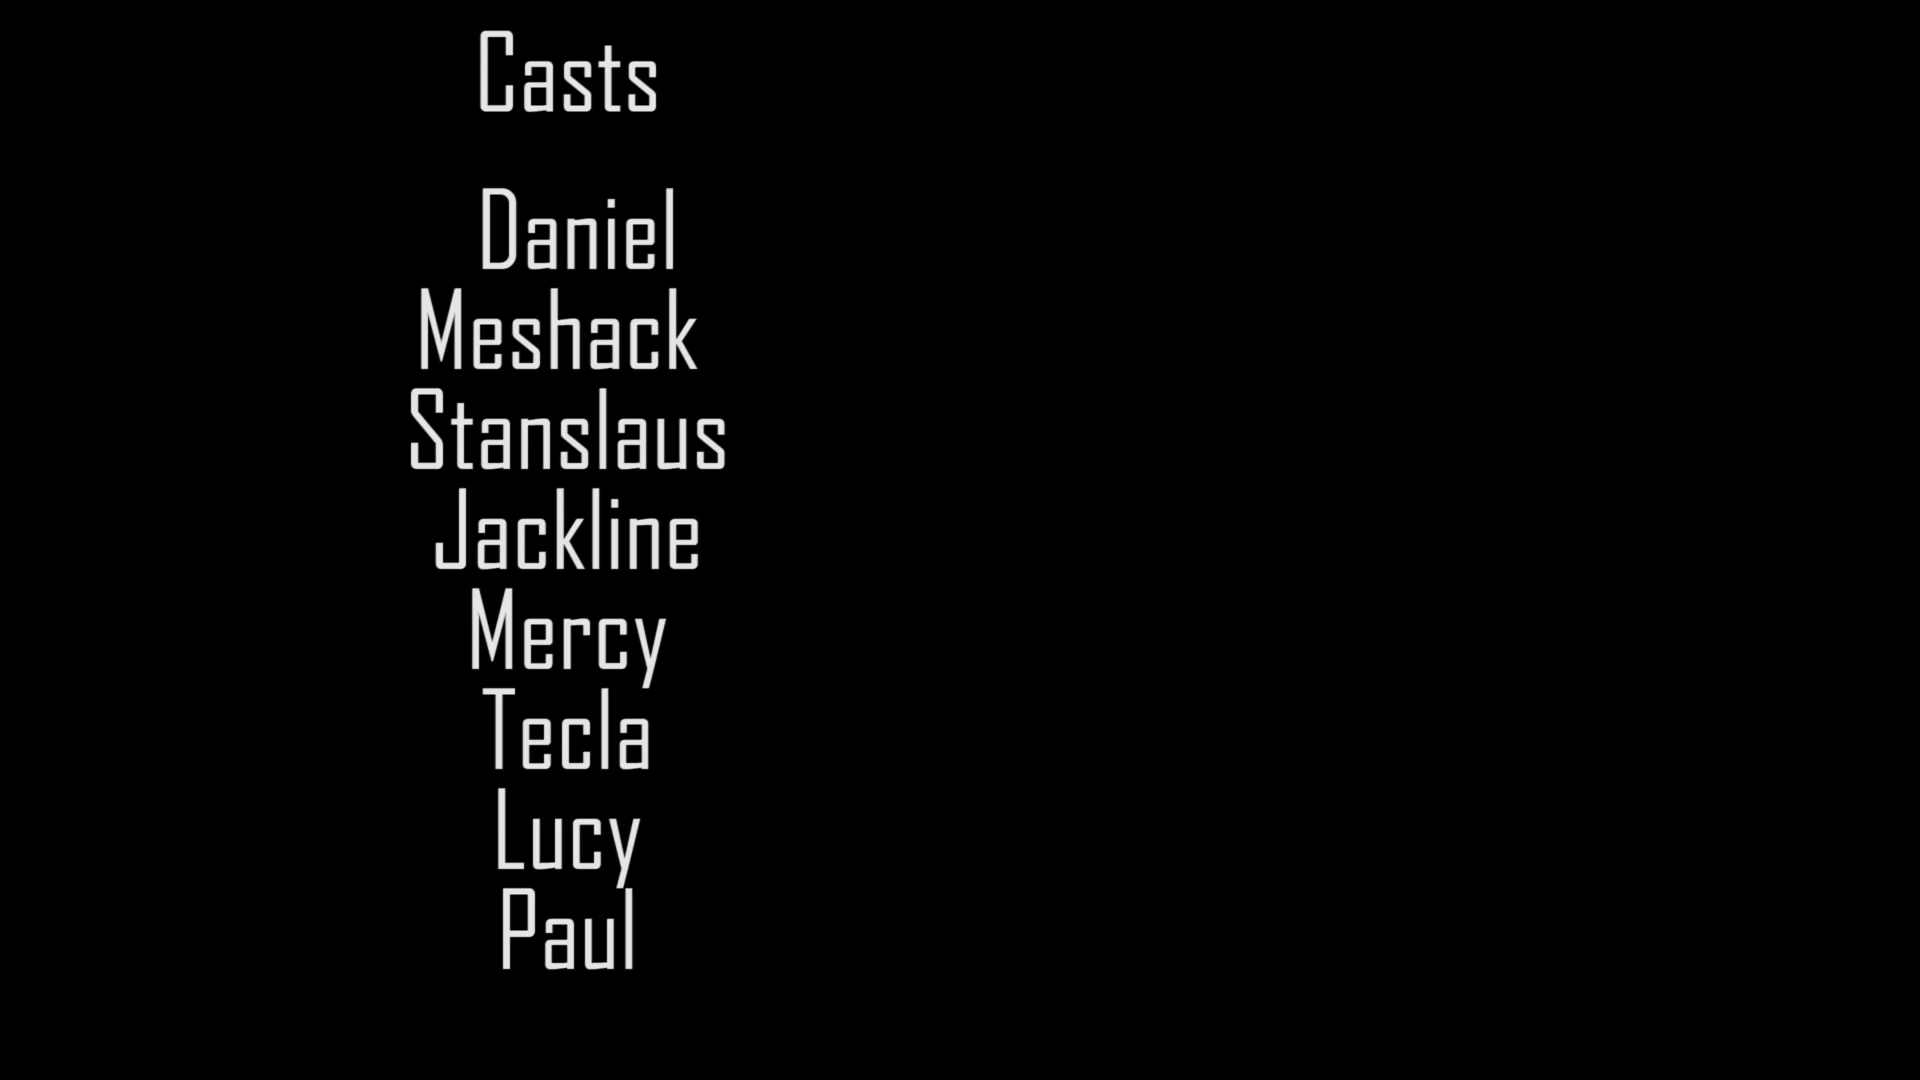 Casts
Daniel
Meshack
Stanslaus
Jackline
Mercy
Tecla
Lucy
Paul